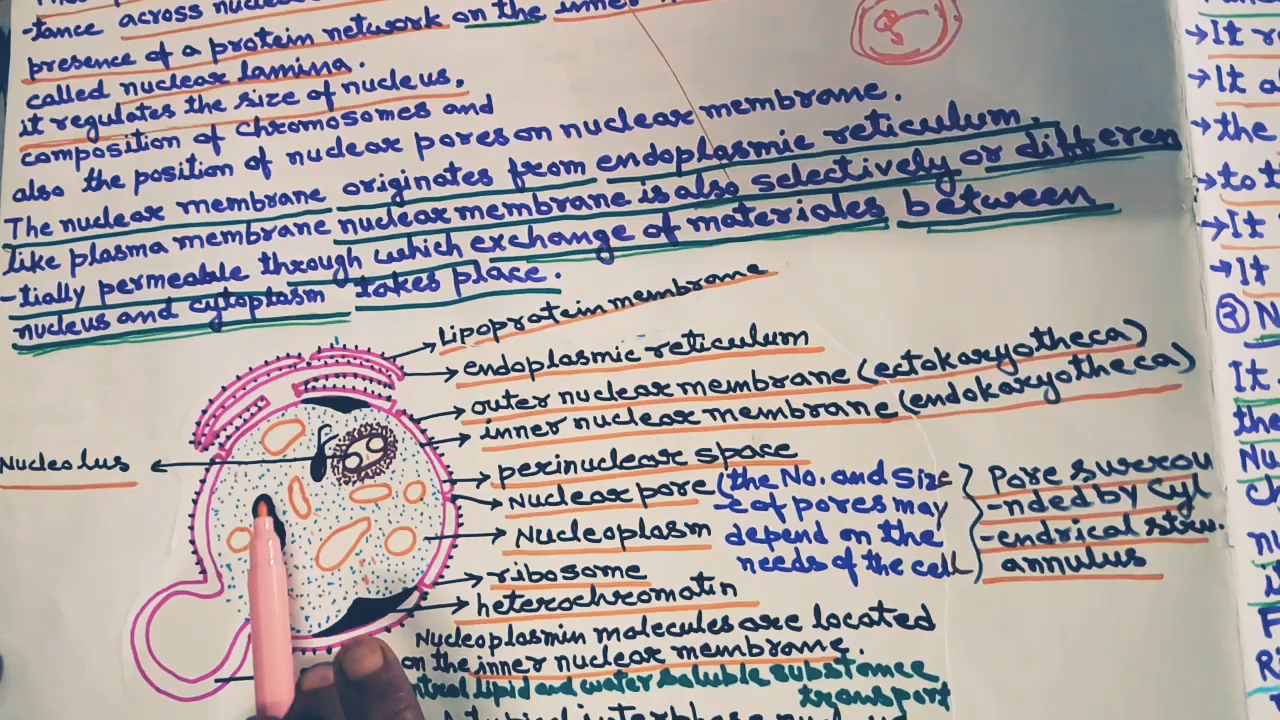 -tance across nuclea
presence of a protein network on the inner
called nuclear lamina.
it regulates the size of nucleus,
composition of chromosomes and
also the position of nuclear pores on nuclear membrane.
The nuclear membrane originates from endoplasmic reticulum.
like plasma membrane nuclear membrane is also selectively or differen
-tially permeable through which exchange of materiales between
nucleus and cytoplasm takes place.
Lipoprotein membrane
endoplasmic reticulum
outer nuclear membrane (ectokaryotheca)
inner nuclear membrane (endokaryotheca)
Nucleolus
perinuclear space
Nuclear pore (the No. and size
of pores may
depend on the
needs of the cell
Pore surrou
-nded by Cyl
-endrical struc.
annulus
Nucleoplasm
ribosome
heterochromatin
Nucleoplasmin molecules are located
on the inner nuclear membrane.
lipid and water soluble substance
transport
→It
→It
→the
→to
→It
→It
③ N
It
the
Nu